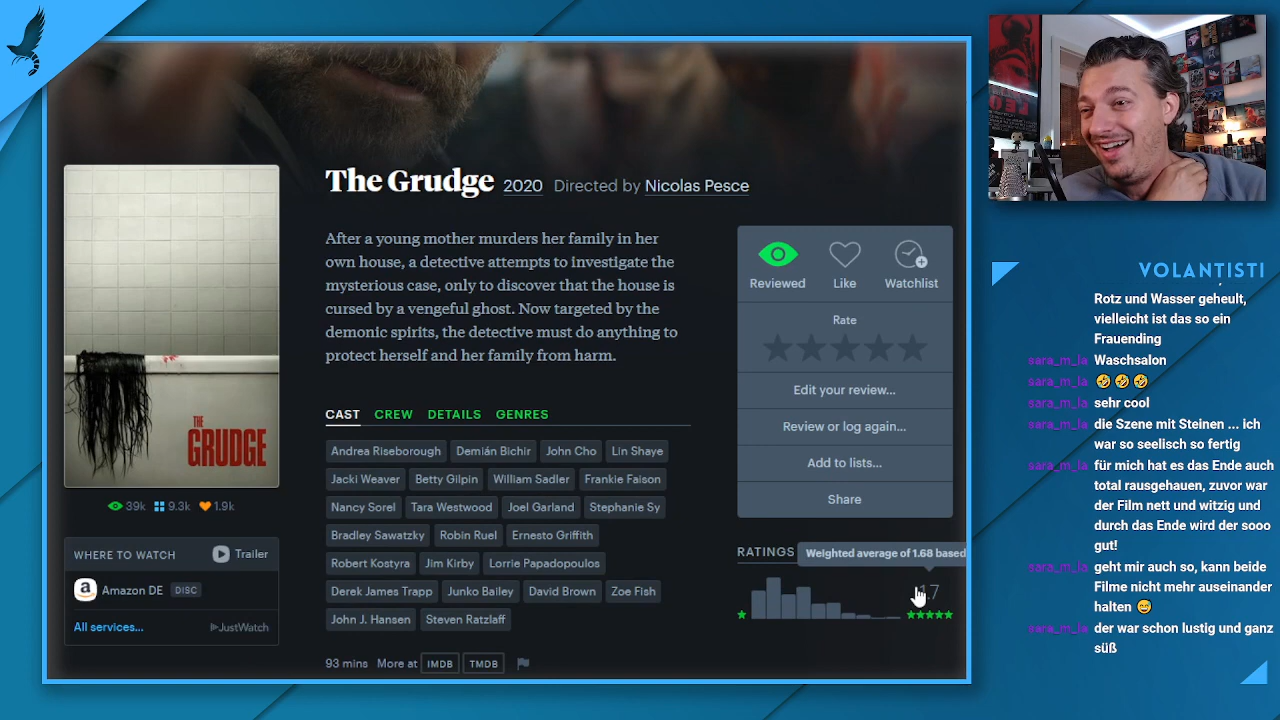 The Grudge 2020 Directed by Nicolas Pesce
After a young mother murders her family in her
own house, a detective attempts to investigate the
mysterious case, only to discover that the house is
cursed by a vengeful ghost. Now targeted by the
demonic spirits, the detective must do anything to
protect herself and her family from harm.
CAST CREW DETAILS GENRES
Andrea Riseborough Demián Bichir John Cho Lin Shaye
Jacki Weaver Betty Gilpin William Sadler Frankie Faison
Nancy Sorel Tara Westwood Joel Garland Stephanie Sy
Bradley Sawatzky Robin Ruel Ernesto Griffith
Robert Kostyra Jim Kirby Lorrie Papadopoulos
Derek James Trapp Junko Bailey David Brown Zoe Fish
John J. Hansen Steven Ratzlaff
93 mins More at IMDB TMDB
THE
GRUDGE
39k 9.3k 1.9k
WHERE TO WATCH Trailer
Amazon DE DISC
All services... JustWatch
Reviewed Like Watchlist
Rate
Edit your review...
Review or log again...
Add to lists...
Share
RATINGS Weighted average of 1.68 based
.7
VOLANTISTI
Rotz und Wasser geheult,
vielleicht ist das so ein
Frauending
sara_m_la Waschsalon
sara_m_la 🤣🤣🤣
sara_m_la sehr cool
sara_m_la die Szene mit Steinen ... ich
war so seelisch so fertig
sara_m_la für mich hat es das Ende auch
total rausgehauen, zuvor war
der Film nett und witzig und
durch das Ende wird der sooo
gut!
sara_m_la geht mir auch so, kann beide
Filme nicht mehr auseinander
halten 😅
sara_m_la der war schon lustig und ganz
süß